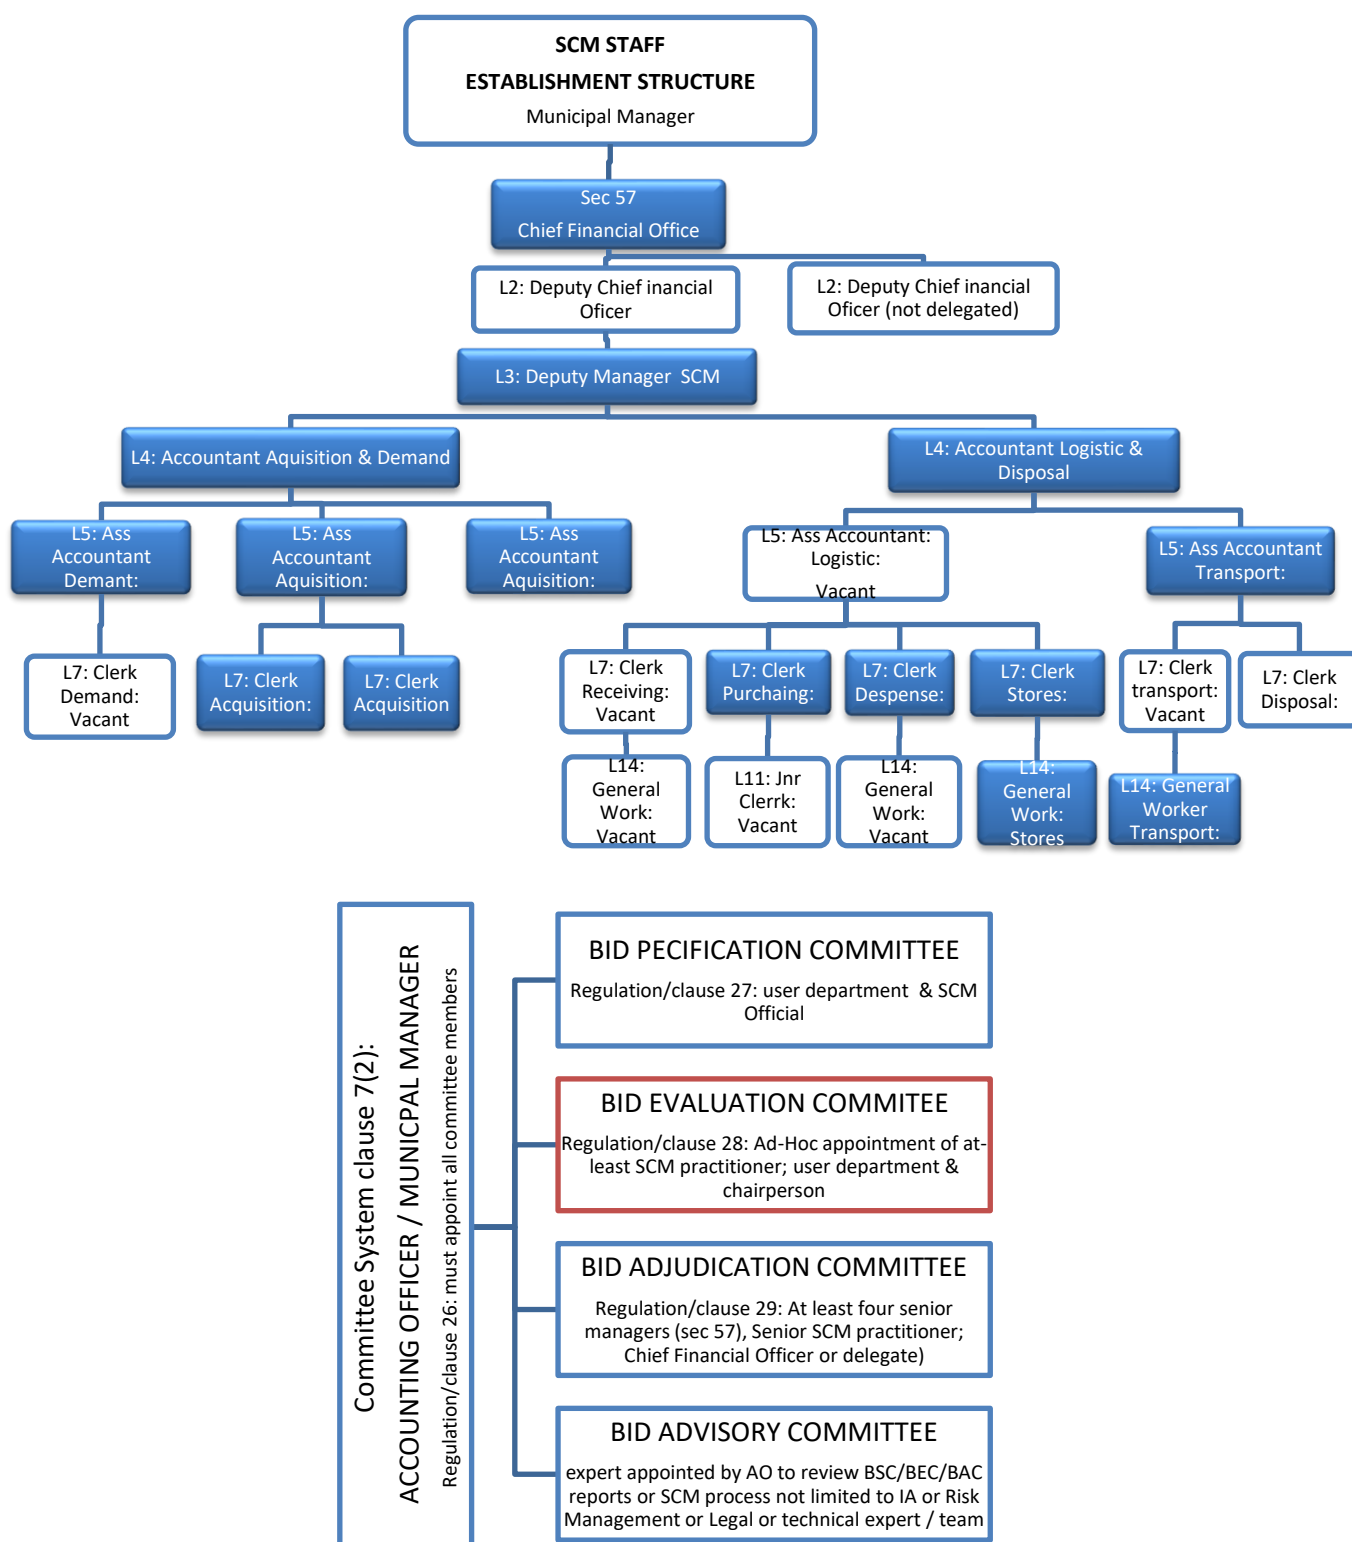 SCM STAFF
ESTABLISHMENT STRUCTURE
Municipal Manager
Sec 57
Chief Financial Office
L2: Deputy Chief inancial
Oficer
L2: Deputy Chief inancial
Oficer (not delegated)
L3: Deputy Manager  SCM
L4: Accountant Aquisition & Demand
L4: Accountant Logistic &
Disposal
L5: Ass
Accountant
Demant:
L5: Ass
Accountant
Aquisition:
L5: Ass
Accountant
Aquisition:
L5: Ass Accountant:
Logistic:
Vacant
L5: Ass Accountant
Transport:
L7: Clerk
Demand:
Vacant
L7: Clerk
Acquisition:
L7: Clerk
Acquisition
L7: Clerk
Receiving:
Vacant
L7: Clerk
Purchaing:
L7: Clerk
Despense:
L7: Clerk
Stores:
L7: Clerk
transport:
Vacant
L7: Clerk
Disposal:
L14:
General
Work:
Vacant
L11: Jnr
Clerrk:
Vacant
L14:
General
Work:
Vacant
L14:
General
Work:
Stores
L14: General
Worker
Transport:
Committee System clause 7(2):
ACCOUNTING OFFICER / MUNICPAL MANAGER
Regulation/clause 26: must appoint all committee members
BID PECIFICATION COMMITTEE
Regulation/clause 27: user department  & SCM
Official
BID EVALUATION COMMITEE
Regulation/clause 28: Ad-Hoc appointment of at-
least SCM practitioner; user department &
chairperson
BID ADJUDICATION COMMITTEE
Regulation/clause 29: At least four senior
managers (sec 57), Senior SCM practitioner;
Chief Financial Officer or delegate)
BID ADVISORY COMMITTEE
expert appointed by AO to review BSC/BEC/BAC
reports or SCM process not limited to IA or Risk
Management or Legal or technical expert / team